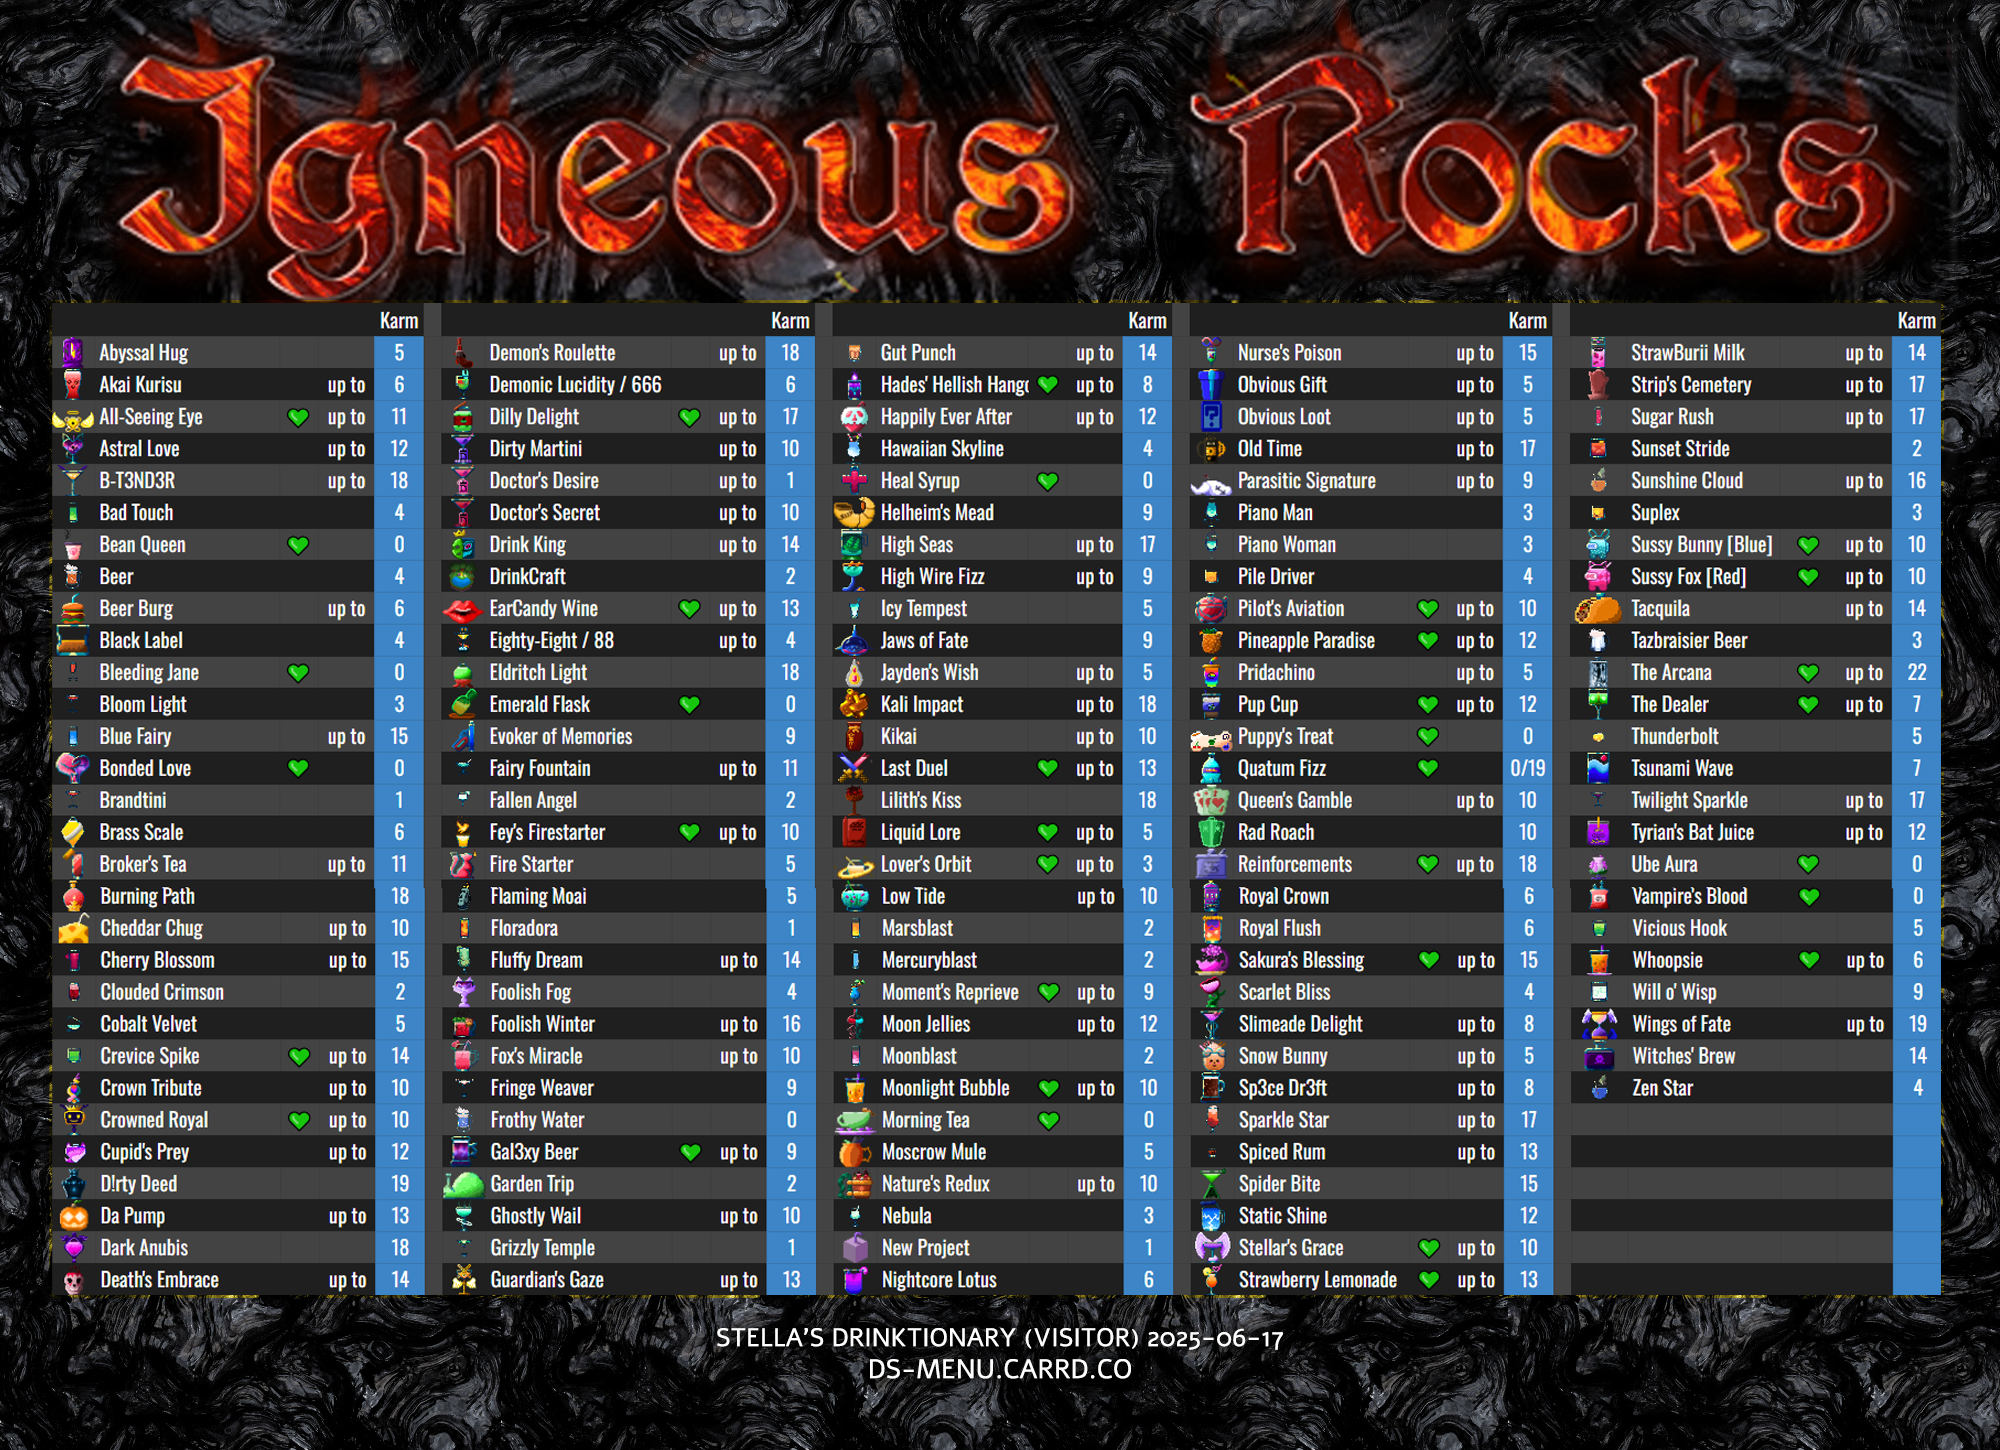 Igneous Rocks
Karm
Abyssal Hug 5
Akai Kurisu up to 6
All-Seeing Eye up to 11
Astral Love up to 12
B-T3ND3R up to 18
Bad Touch 4
Bean Queen 0
Beer 4
Beer Burg up to 6
Black Label 4
Bleeding Jane 0
Bloom Light 3
Blue Fairy up to 15
Bonded Love 0
Brandtini 1
Brass Scale 6
Broker's Tea up to 11
Burning Path 18
Cheddar Chug up to 10
Cherry Blossom up to 15
Clouded Crimson 2
Cobalt Velvet 5
Crevice Spike up to 14
Crown Tribute up to 10
Crowned Royal up to 10
Cupid's Prey up to 12
D!rty Deed 19
Da Pump up to 13
Dark Anubis 18
Death's Embrace up to 14
Karm
Demon's Roulette up to 18
Demonic Lucidity / 666 6
Dilly Delight up to 17
Dirty Martini up to 10
Doctor's Desire up to 1
Doctor's Secret up to 10
Drink King up to 14
DrinkCraft 2
EarCandy Wine up to 13
Eighty-Eight / 88 up to 4
Eldritch Light 18
Emerald Flask 0
Evoker of Memories 9
Fairy Fountain up to 11
Fallen Angel 2
Fey's Firestarter up to 10
Fire Starter 5
Flaming Moai 5
Floradora 1
Fluffy Dream up to 14
Foolish Fog 4
Foolish Winter up to 16
Fox's Miracle up to 10
Fringe Weaver 9
Frothy Water 0
Gal3xy Beer up to 9
Garden Trip 2
Ghostly Wail up to 10
Grizzly Temple 1
Guardian's Gaze up to 13
Karm
Gut Punch up to 14
Hades' Hellish Hang up to 8
Happily Ever After up to 12
Hawaiian Skyline 4
Heal Syrup 0
Helheim's Mead 9
High Seas up to 17
High Wire Fizz up to 9
Icy Tempest 5
Jaws of Fate 9
Jayden's Wish up to 5
Kali Impact up to 18
Kikai up to 10
Last Duel up to 13
Lilith's Kiss 18
Liquid Lore up to 5
Lover's Orbit up to 3
Low Tide up to 10
Marsblast 2
Mercuryblast 2
Moment's Reprieve up to 9
Moon Jellies up to 12
Moonblast 2
Moonlight Bubble up to 10
Morning Tea 0
Moscrow Mule 5
Nature's Redux up to 10
Nebula 3
New Project 1
Nightcore Lotus 6
Karm
Nurse's Poison up to 15
Obvious Gift up to 5
Obvious Loot up to 5
Old Time up to 17
Parasitic Signature up to 9
Piano Man 3
Piano Woman 3
Pile Driver 4
Pilot's Aviation up to 10
Pineapple Paradise up to 12
Pridachino up to 5
Pup Cup up to 12
Puppy's Treat 0
Quatum Fizz 0/19
Queen's Gamble up to 10
Rad Roach 10
Reinforcements up to 18
Royal Crown 6
Royal Flush 6
Sakura's Blessing up to 15
Scarlet Bliss 4
Slimeade Delight up to 8
Snow Bunny up to 5
Sp3ce Dr3ft up to 8
Sparkle Star up to 17
Spiced Rum up to 13
Spider Bite 15
Static Shine 12
Stellar's Grace up to 10
Strawberry Lemonade up to 13
Karm
StrawBurii Milk up to 14
Strip's Cemetery up to 17
Sugar Rush up to 17
Sunset Stride 2
Sunshine Cloud up to 16
Suplex 3
Sussy Bunny [Blue] up to 10
Sussy Fox [Red] up to 10
Tacquila up to 14
Tazbraisier Beer 3
The Arcana up to 22
The Dealer up to 7
Thunderbolt 5
Tsunami Wave 7
Twilight Sparkle up to 17
Tyrian's Bat Juice up to 12
Ube Aura 0
Vampire's Blood 0
Vicious Hook 5
Whoopsie up to 6
Will o' Wisp 9
Wings of Fate up to 19
Witches' Brew 14
Zen Star 4
STELLA'S DRINKTIONARY (VISITOR) 2025-06-17
DS-MENU.CARRD.CO